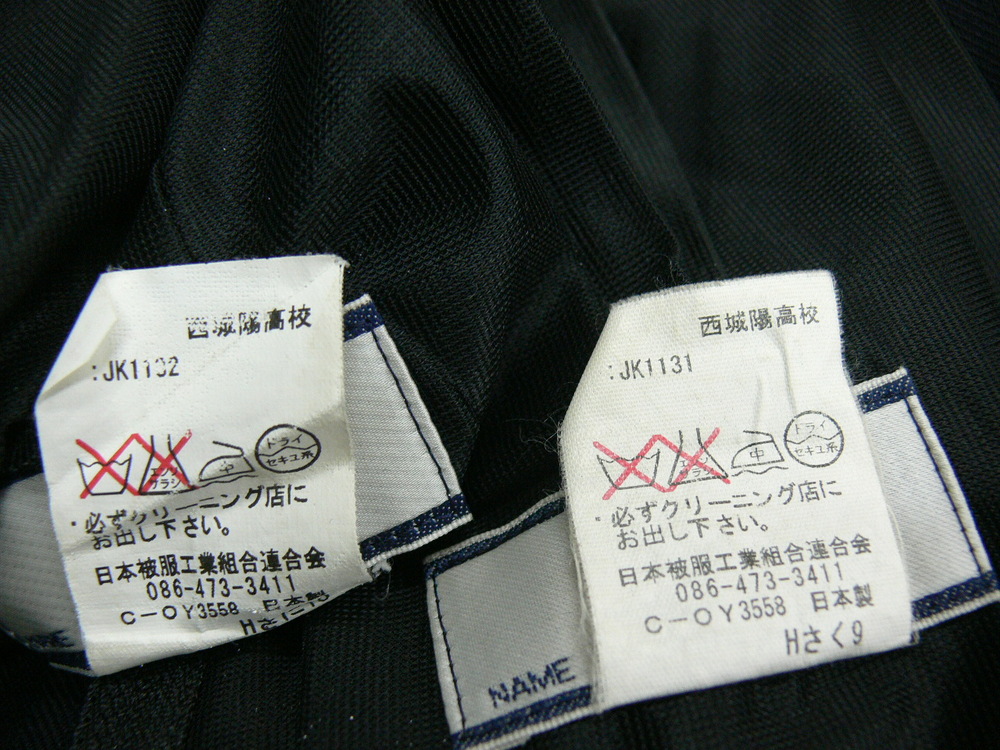 西城陽高校
:JK1132
中
ドライ
セキユ系
・必ずクリーニング店に
お出し下さい。
日本被服工業組合連合会
086-473-3411
C-OY3558 日本製
西城陽高校
:JK1131
中
ドライ
セキユ系
・必ずクリーニング店に
お出し下さい。
日本被服工業組合連合会
086-473-3411
C-OY3558 日本製
Hさく9
NAME